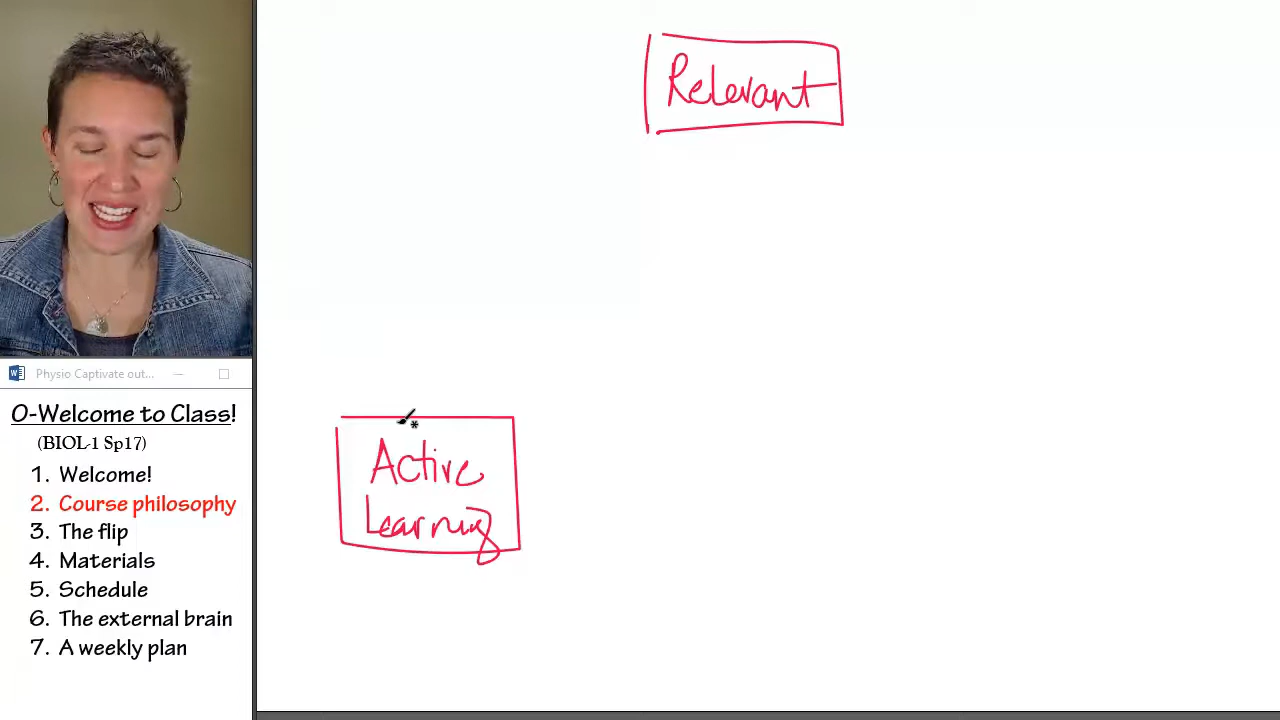 Relevant
Active
Learning
Physio Captivate out...
0-Welcome to Class!
(BIOL-1 Sp17)
1. Welcome!
2. Course philosophy
3. The flip
4. Materials
5. Schedule
6. The external brain
7. A weekly plan